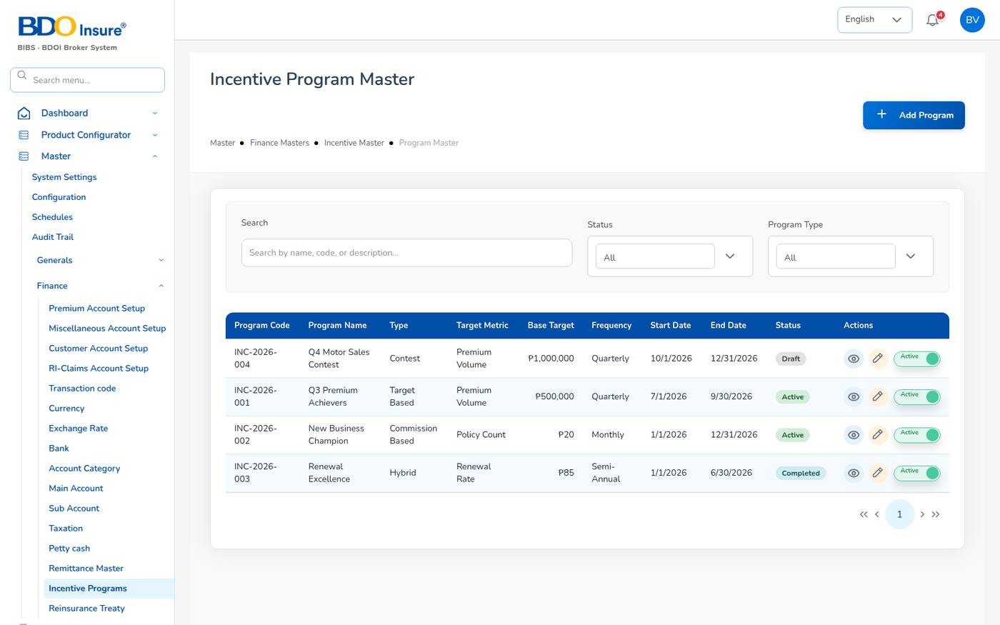 BDO Insure®
BIBS · BDOI Broker System
Search menu...
Dashboard
Product Configurator
Master
System Settings
Configuration
Schedules
Audit Trail
Generals
Finance
Premium Account Setup
Miscellaneous Account Setup
Customer Account Setup
RI-Claims Account Setup
Transaction code
Currency
Exchange Rate
Bank
Account Category
Main Account
Sub Account
Taxation
Petty cash
Remittance Master
Incentive Programs
Reinsurance Treaty
English
4
BV
Incentive Program Master
Add Program
Master • Finance Masters • Incentive Master • Program Master
Search
Search by name, code, or description...
Status
All
Program Type
All
Program Code Program Name Type Target Metric Base Target Frequency Start Date End Date Status Actions
INC-2026-004 Q4 Motor Sales Contest Contest Premium Volume ₱1,000,000 Quarterly 10/1/2026 12/31/2026 Draft Active
INC-2026-001 Q3 Premium Achievers Target Based Premium Volume ₱500,000 Quarterly 7/1/2026 9/30/2026 Active Active
INC-2026-002 New Business Champion Commission Based Policy Count ₱20 Monthly 1/1/2026 12/31/2026 Active Active
INC-2026-003 Renewal Excellence Hybrid Renewal Rate ₱85 Semi-Annual 1/1/2026 6/30/2026 Completed Active
1